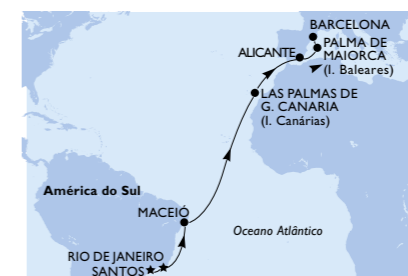 BARCELONA
PALMA DE
MAIORCA
(I. Baleares)
ALICANTE
LAS PALMAS DE
G. CANARIA
(I. Canárias)
América do Sul
MACEIÓ
Oceano Atlântico
RIO DE JANEIRO
SANTOS